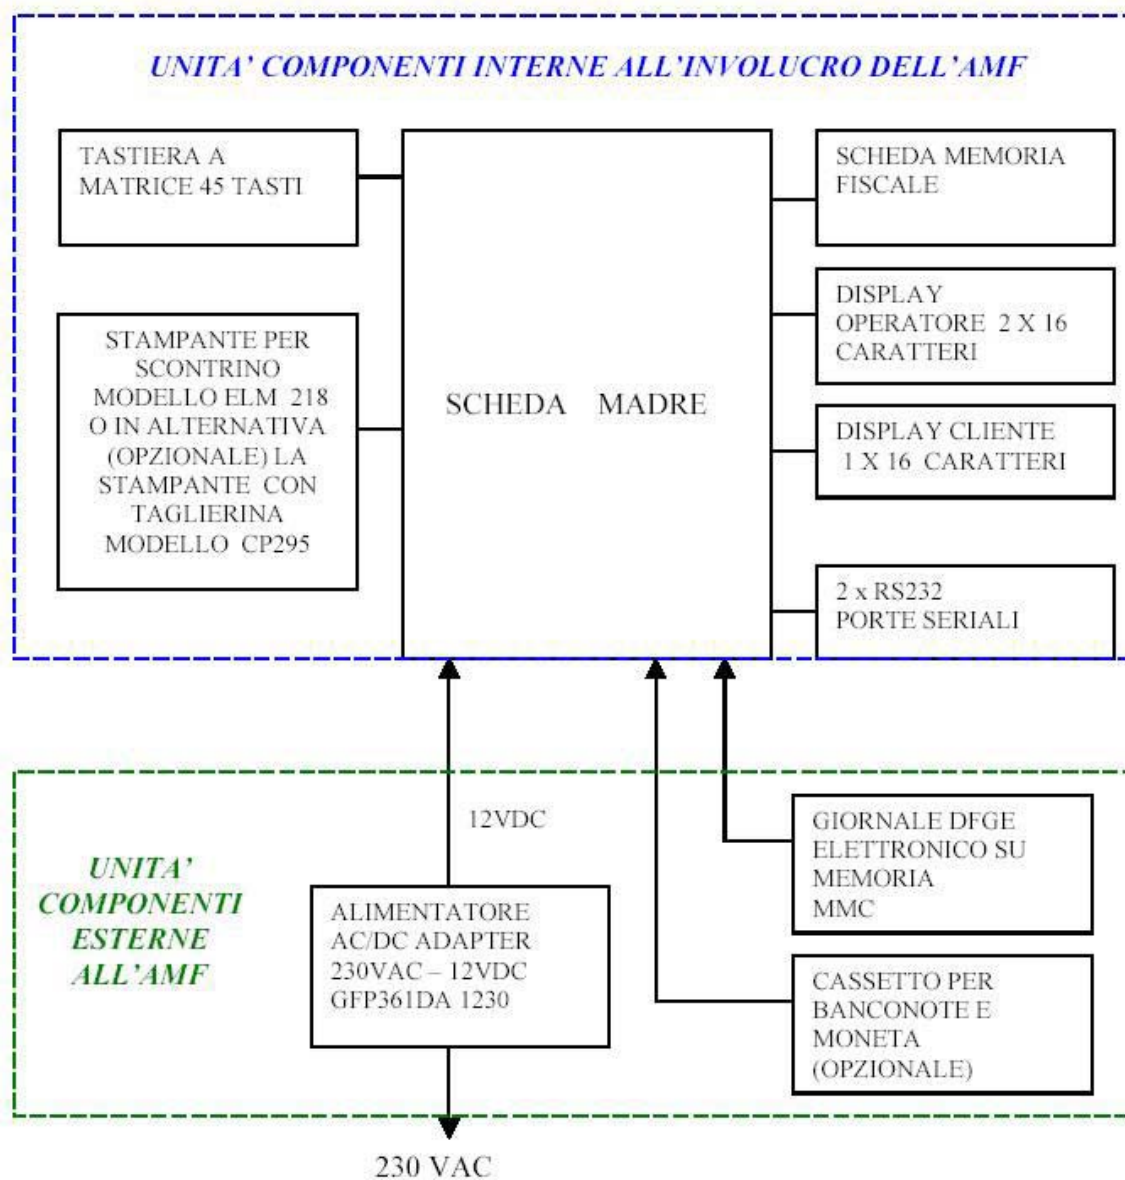 UNITA' COMPONENTI INTERNE ALL'INVOLUCRO DELL'AMF
TASTIERA A
MATRICE 45 TASTI
STAMPANTE PER
SCONTRINO
MODELLO ELM 218
O IN ALTERNATIVA
(OPZIONALE) LA
STAMPANTE CON
TAGLIERINA
MODELLO CP295
SCHEDA MADRE
SCHEDA MEMORIA
FISCALE
DISPLAY
OPERATORE 2 X 16
CARATTERI
DISPLAY CLIENTE
1 X 16 CARATTERI
2 x RS232
PORTE SERIALI
UNITA'
COMPONENTI
ESTERNE
ALL'AMF
12VDC
ALIMENTATORE
AC/DC ADAPTER
230VAC – 12VDC
GFP361DA 1230
GIORNALE DFGE
ELETTRONICO SU
MEMORIA
MMC
CASSETTO PER
BANCONOTE E
MONETA
(OPZIONALE)
230 VAC